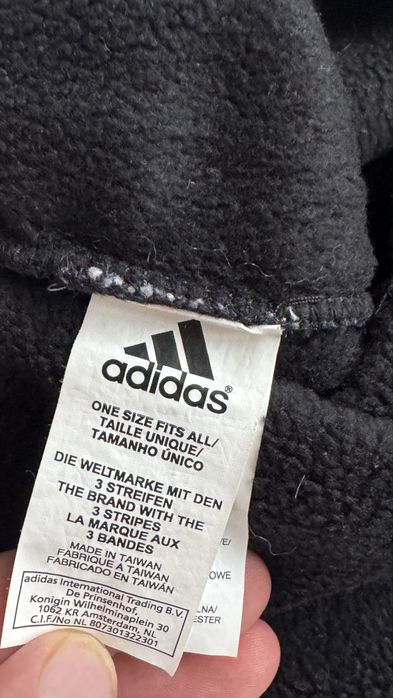 adidas®
ONE SIZE FITS ALL/
TAILLE UNIQUE/
TAMANHO ÚNICO
DIE WELTMARKE MIT DEN
3 STREIFEN
THE BRAND WITH THE
3 STRIPES
LA MARQUE AUX
3 BANDES
MADE IN TAIWAN
FABRIQUE A TAIWAN
FABRICADO EN TAIWÁN
adidas International Trading B.V.
De Prinsenhof,
Konigin Wilhelminaplein 30
1062 KR Amsterdam, NL
C.I.F./No NL 807301322301